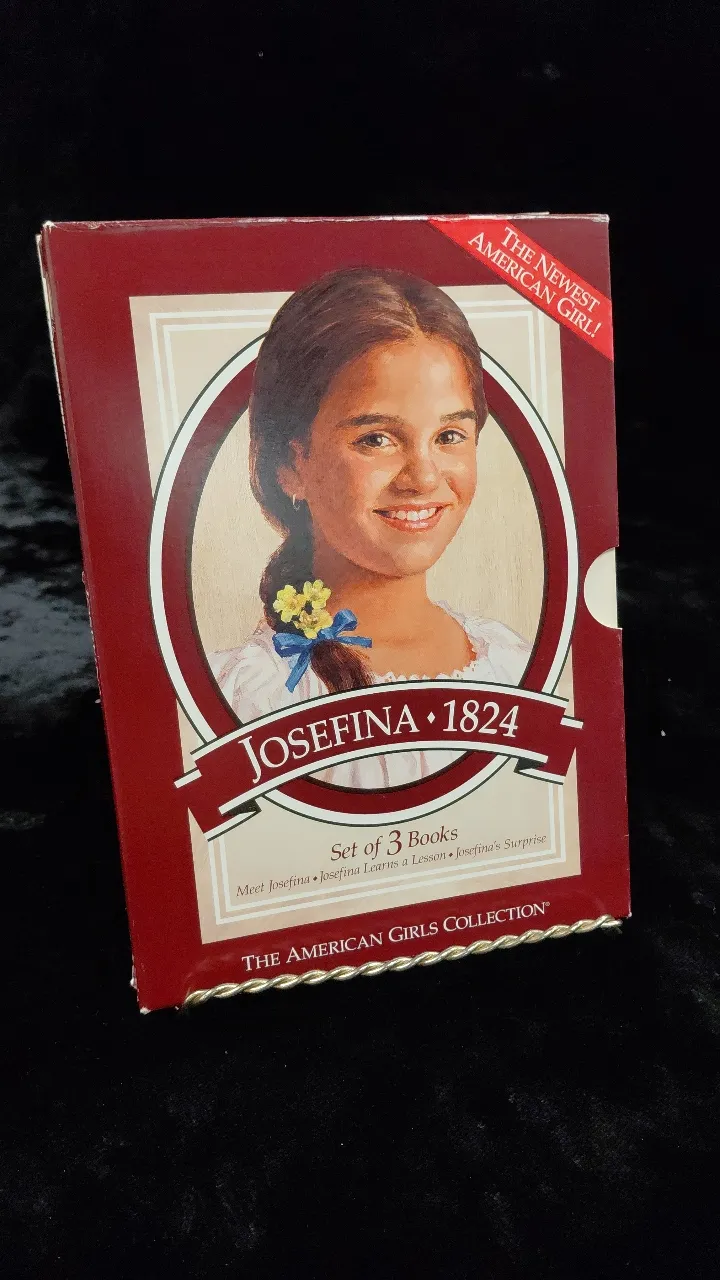 THE NEWEST
AMERICAN GIRL!
JOSEFINA • 1824
Set of 3 Books
Meet Josefina • Josefina Learns a Lesson • Josefina's Surprise
THE AMERICAN GIRLS COLLECTION®